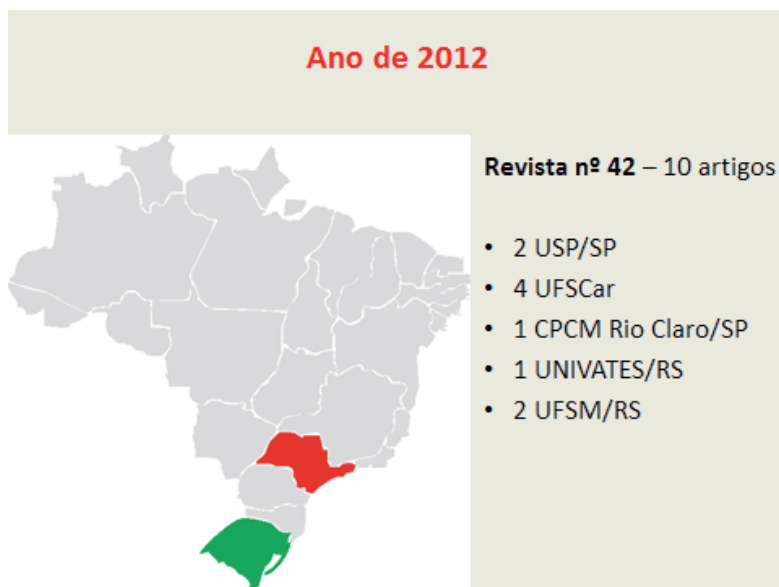 Ano de 2012
Revista nº 42 – 10 artigos
• 2 USP/SP
• 4 UFSCar
• 1 CPCM Rio Claro/SP
• 1 UNIVATES/RS
• 2 UFSM/RS